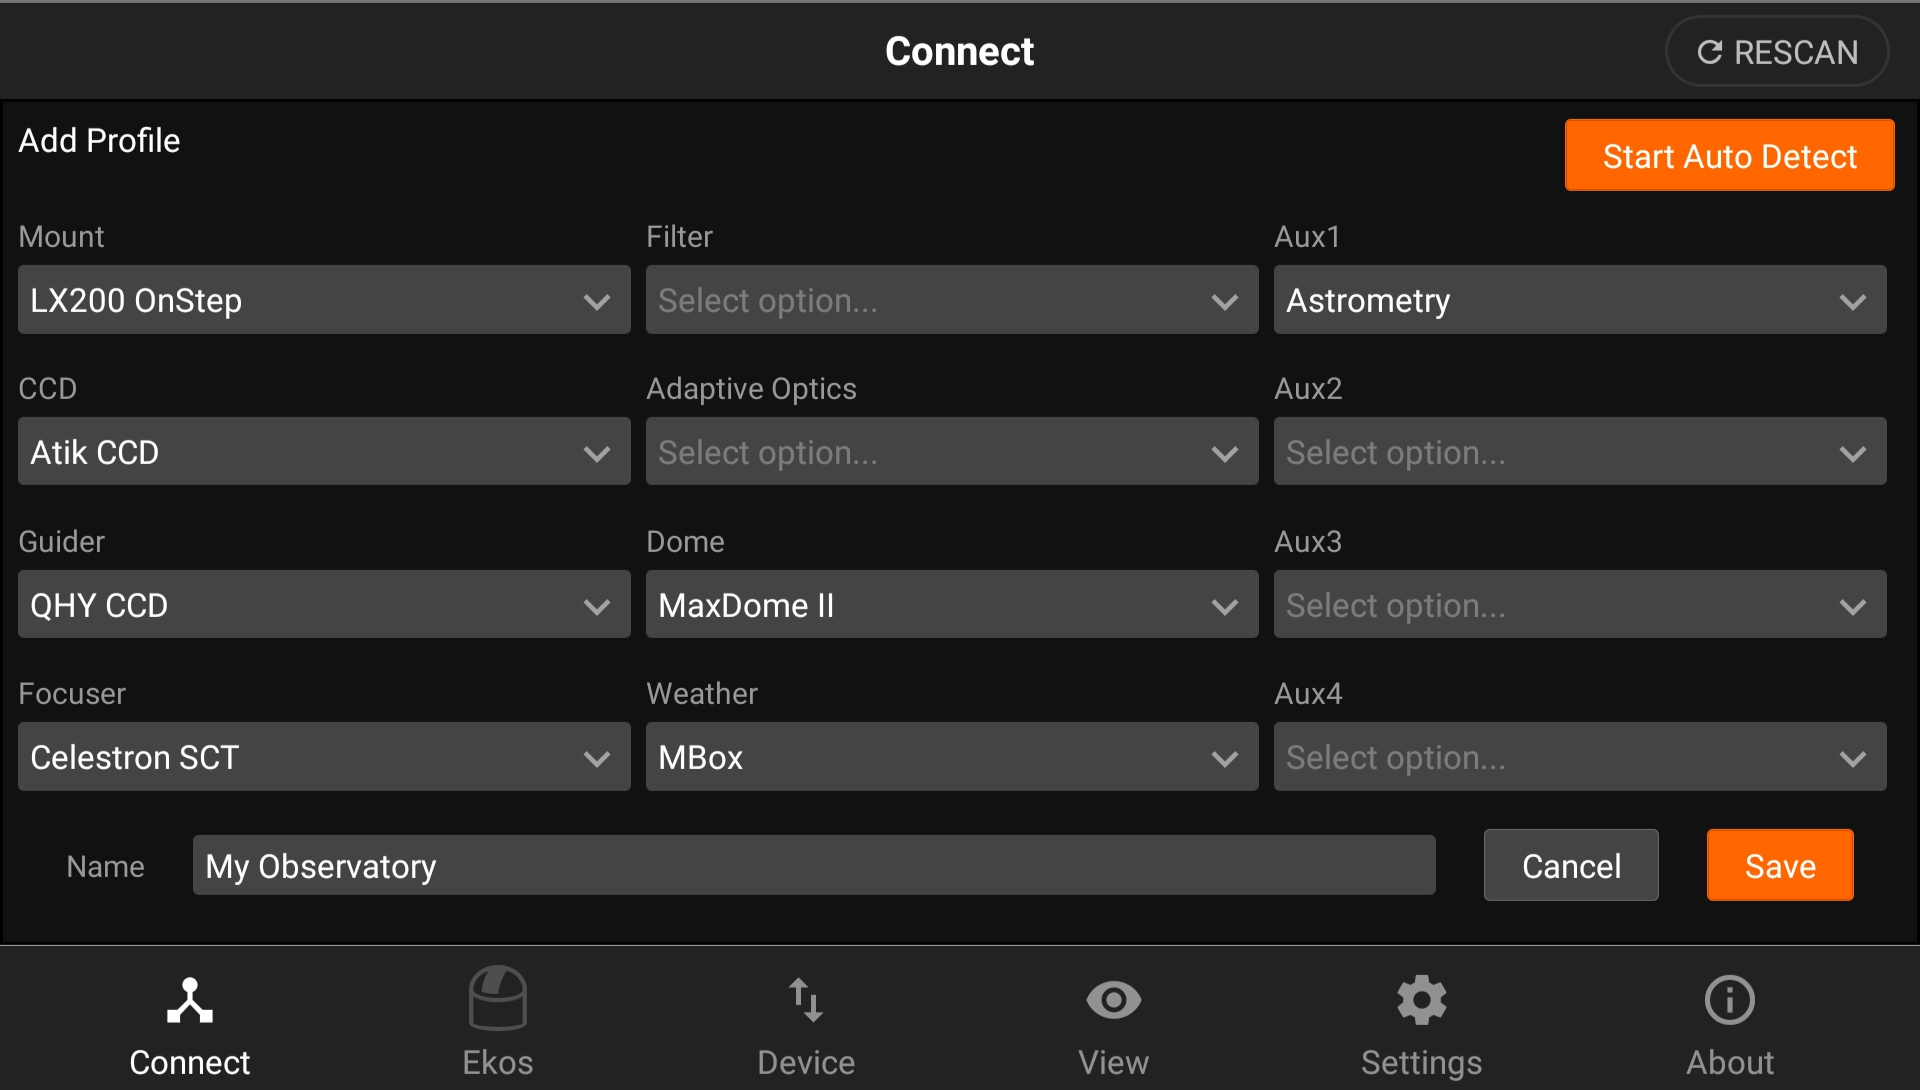 Connect
RESCAN
Add Profile
Start Auto Detect
Mount
Filter
Aux1
LX200 OnStep
Select option...
Astrometry
CCD
Adaptive Optics
Aux2
Atik CCD
Select option...
Select option...
Guider
Dome
Aux3
QHY CCD
MaxDome II
Select option...
Focuser
Weather
Aux4
Celestron SCT
MBox
Select option...
Name
My Observatory
Cancel
Save
Connect
Ekos
Device
View
Settings
About